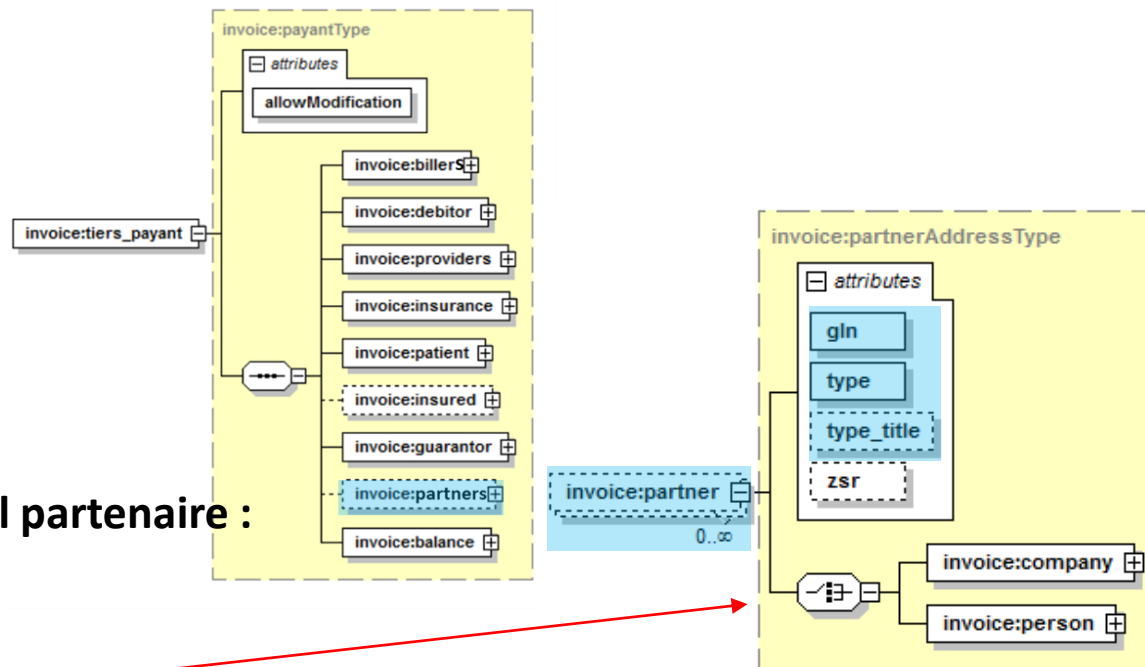 invoice:payantType
attributes
allowModification
invoice:billers
invoice:debitor
invoice:providers
invoice:insurance
invoice:patient
invoice:insured
invoice:guarantor
invoice:partners
invoice:balance
invoice:tiers_payant
l partenaire :
invoice:partner
0..∞
invoice:partnerAddressType
attributes
gln
type
type_title
zsr
invoice:company
invoice:person